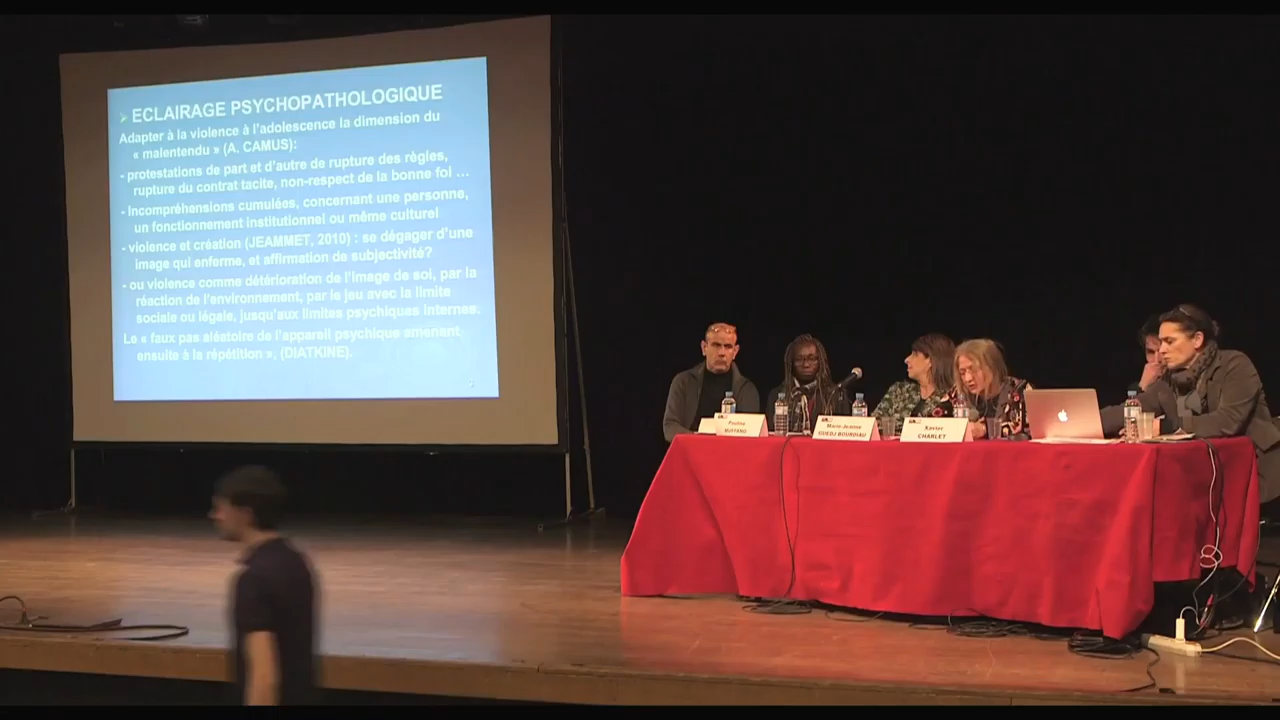 ECLAIRAGE PSYCHOPATHOLOGIQUE
Adapter à la violence à l'adolescence la dimension du
« malentendu » (A. CAMUS):
- protestations de part et d'autre de rupture des règles,
rupture du contrat tacite, non-respect de la bonne foi ...
- Incompréhensions cumulées, concernant une personne,
un fonctionnement institutionnel ou même culturel
- violence et création (JEAMMET, 2010) : se dégager d'une
image qui enferme, et affirmation de subjectivité?
- ou violence comme détérioration de l'image de soi, par la
réaction de l'environnement, par le jeu avec la limite
sociale ou légale, jusqu'aux limites psychiques internes.
Le « faux pas aléatoire de l'appareil psychique amenant
ensuite à la répétition », (DIATKINE).
Pauline
Marie-Jeanne
GUEDJ BOURDIAU
Xavier
CHARLET